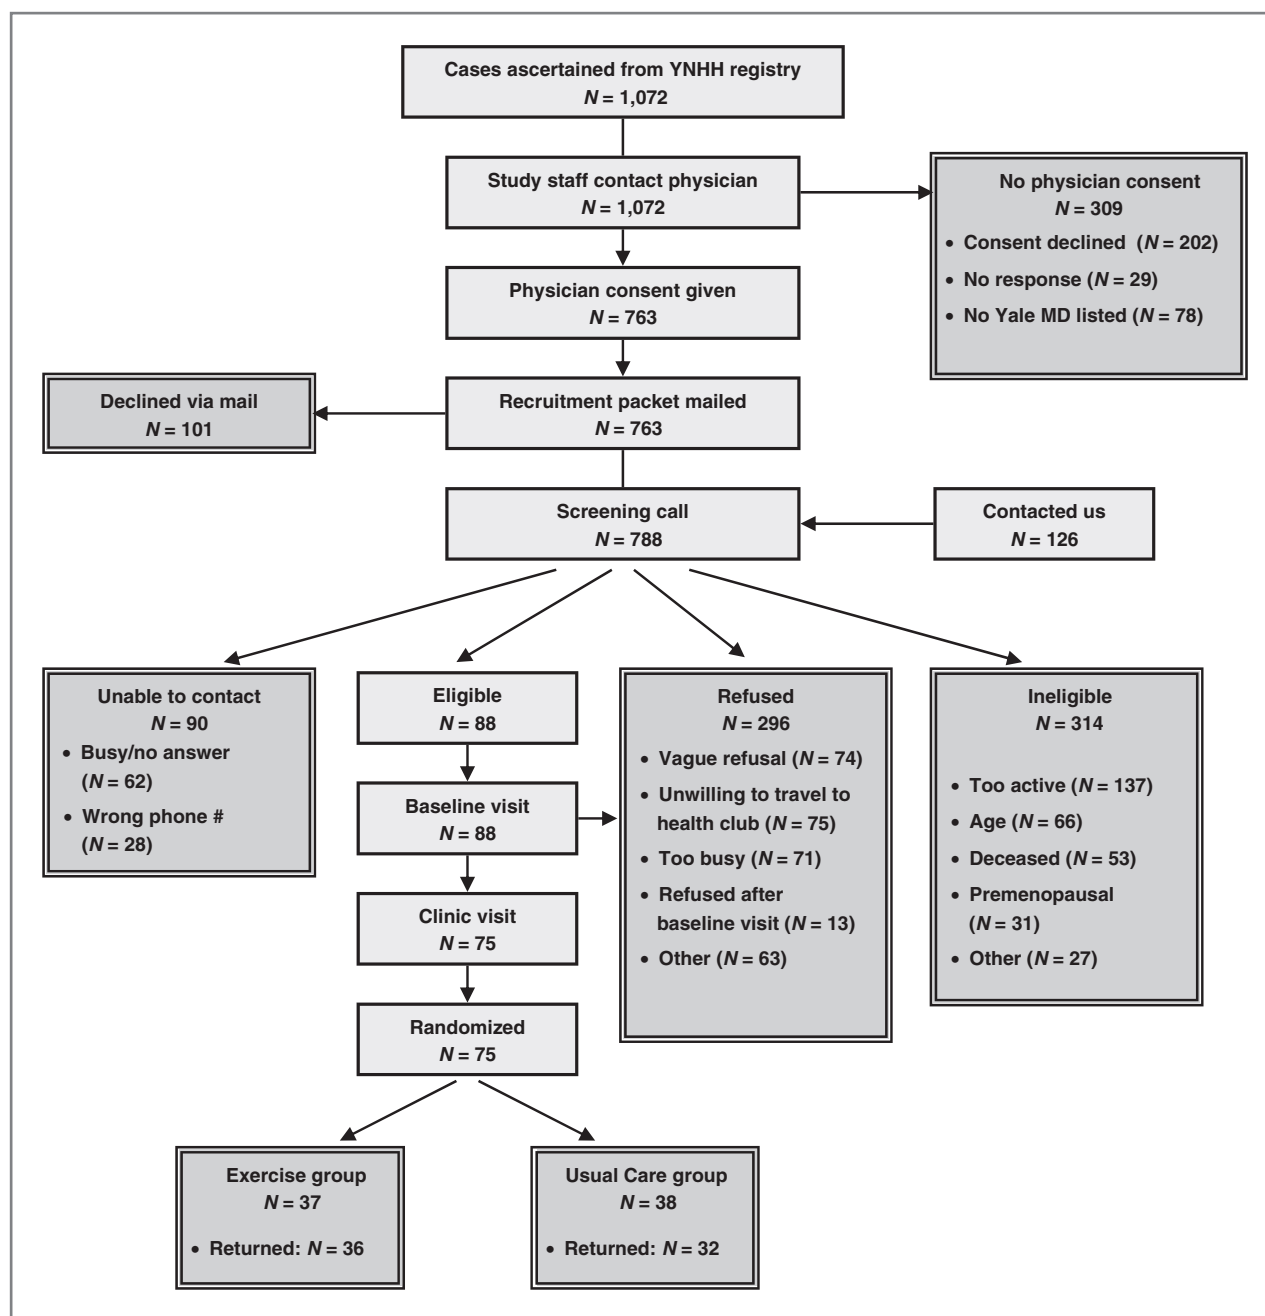 Cases ascertained from YNHH registry
N = 1,072
Study staff contact physician
N = 1,072
No physician consent
N = 309
• Consent declined (N = 202)
• No response (N = 29)
• No Yale MD listed (N = 78)
Physician consent given
N = 763
Declined via mail
N = 101
Recruitment packet mailed
N = 763
Screening call
N = 788
Contacted us
N = 126
Unable to contact
N = 90
• Busy/no answer
(N = 62)
• Wrong phone #
(N = 28)
Eligible
N = 88
Baseline visit
N = 88
Clinic visit
N = 75
Randomized
N = 75
Refused
N = 296
• Vague refusal (N = 74)
• Unwilling to travel to
health club (N = 75)
• Too busy (N = 71)
• Refused after
baseline visit (N = 13)
• Other (N = 63)
Ineligible
N = 314
• Too active (N = 137)
• Age (N = 66)
• Deceased (N = 53)
• Premenopausal
(N = 31)
• Other (N = 27)
Exercise group
N = 37
• Returned: N = 36
Usual Care group
N = 38
• Returned: N = 32